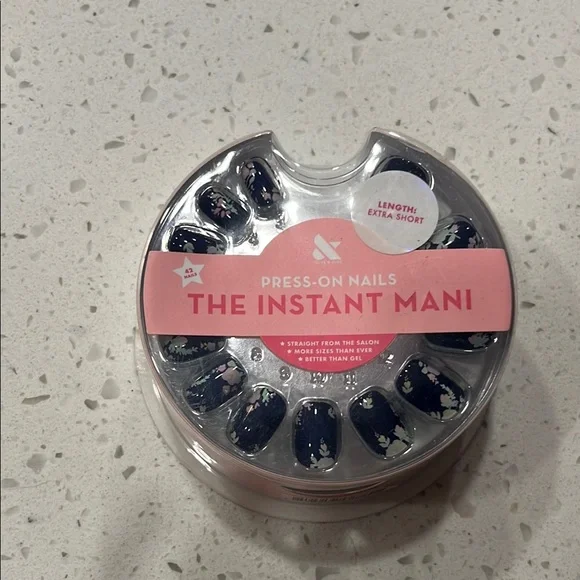 LENGTH:
EXTRA SHORT
&
42
NAILS
PRESS-ON NAILS
THE INSTANT MANI
★ STRAIGHT FROM THE SALON
★ MORE SIZES THAN EVER
★ BETTER THAN GEL